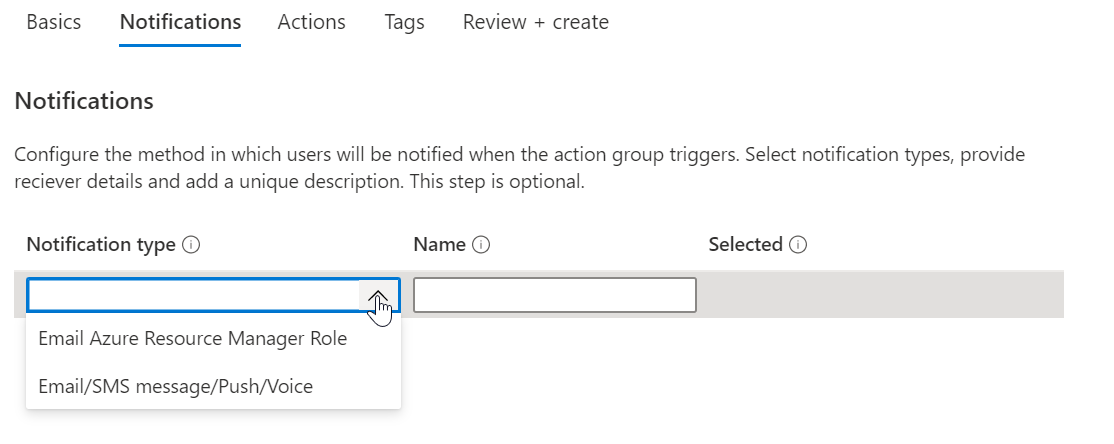 Basics Notifications Actions Tags Review + create
Notifications
Configure the method in which users will be notified when the action group triggers. Select notification types, provide
reciever details and add a unique description. This step is optional.
Notification type Name Selected
Email Azure Resource Manager Role
Email/SMS message/Push/Voice